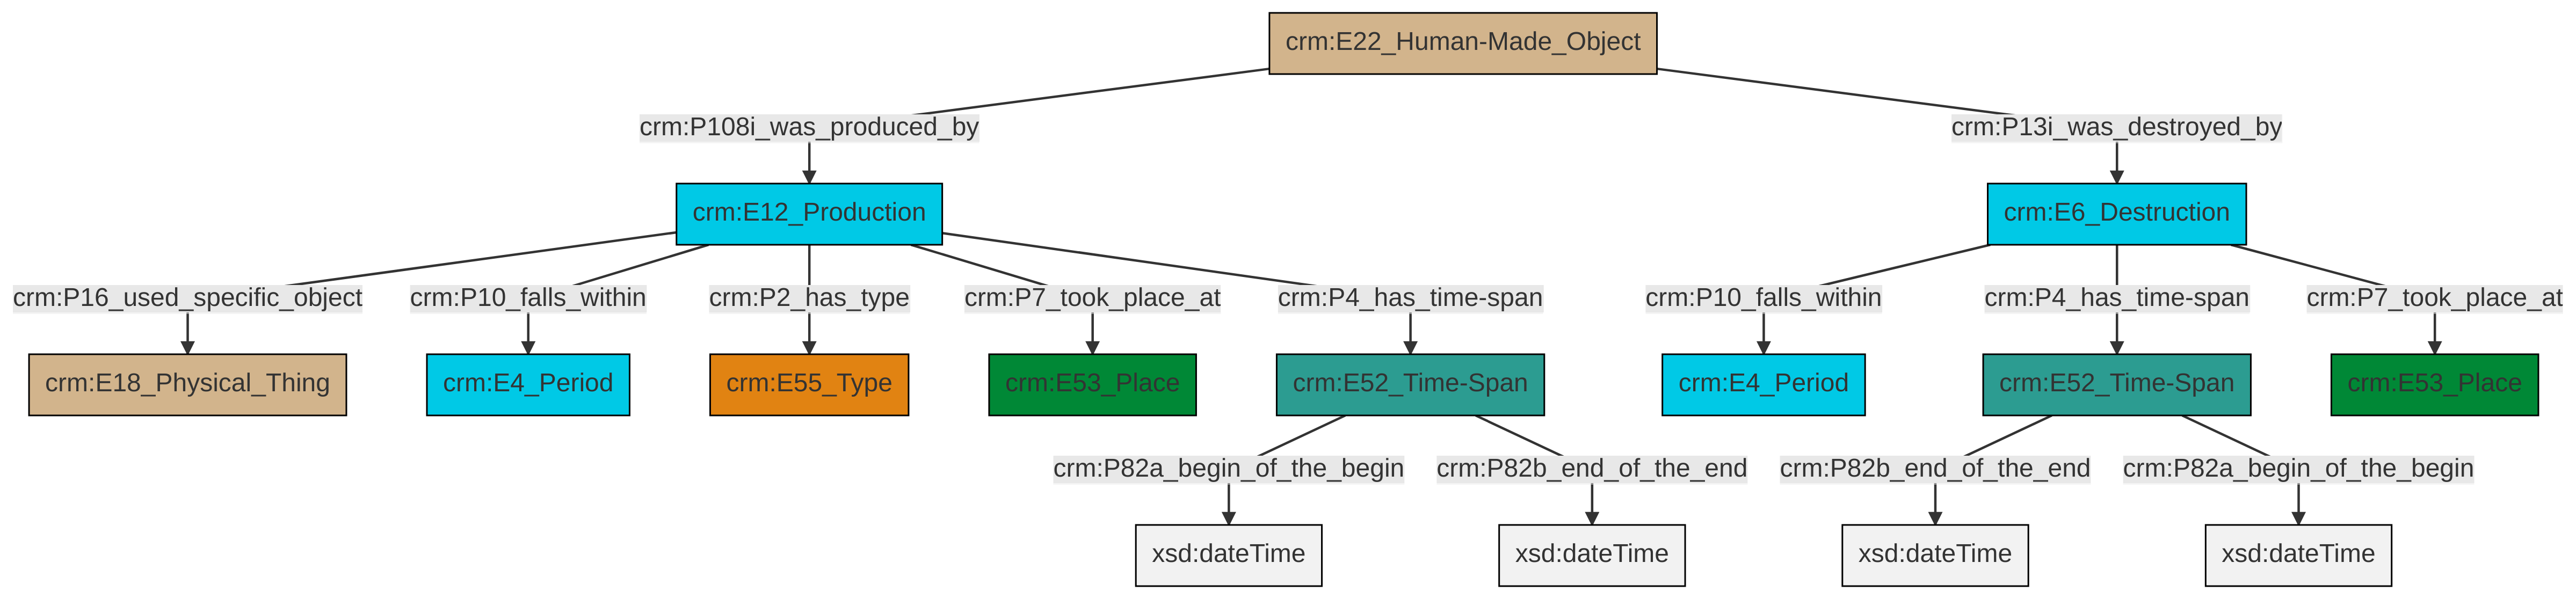 crm:E22_Human-Made_Object
crm:P108i_was_produced_by
crm:P13i_was_destroyed_by
crm:E12_Production
crm:E6_Destruction
crm:P16_used_specific_object
crm:P10_falls_within
crm:P2_has_type
crm:P7_took_place_at
crm:P4_has_time-span
crm:P10_falls_within
crm:P4_has_time-span
crm:P7_took_place_at
crm:E18_Physical_Thing
crm:E4_Period
crm:E55_Type
crm:E53_Place
crm:E52_Time-Span
crm:E4_Period
crm:E52_Time-Span
crm:E53_Place
crm:P82a_begin_of_the_begin
crm:P82b_end_of_the_end
crm:P82b_end_of_the_end
crm:P82a_begin_of_the_begin
xsd:dateTime
xsd:dateTime
xsd:dateTime
xsd:dateTime